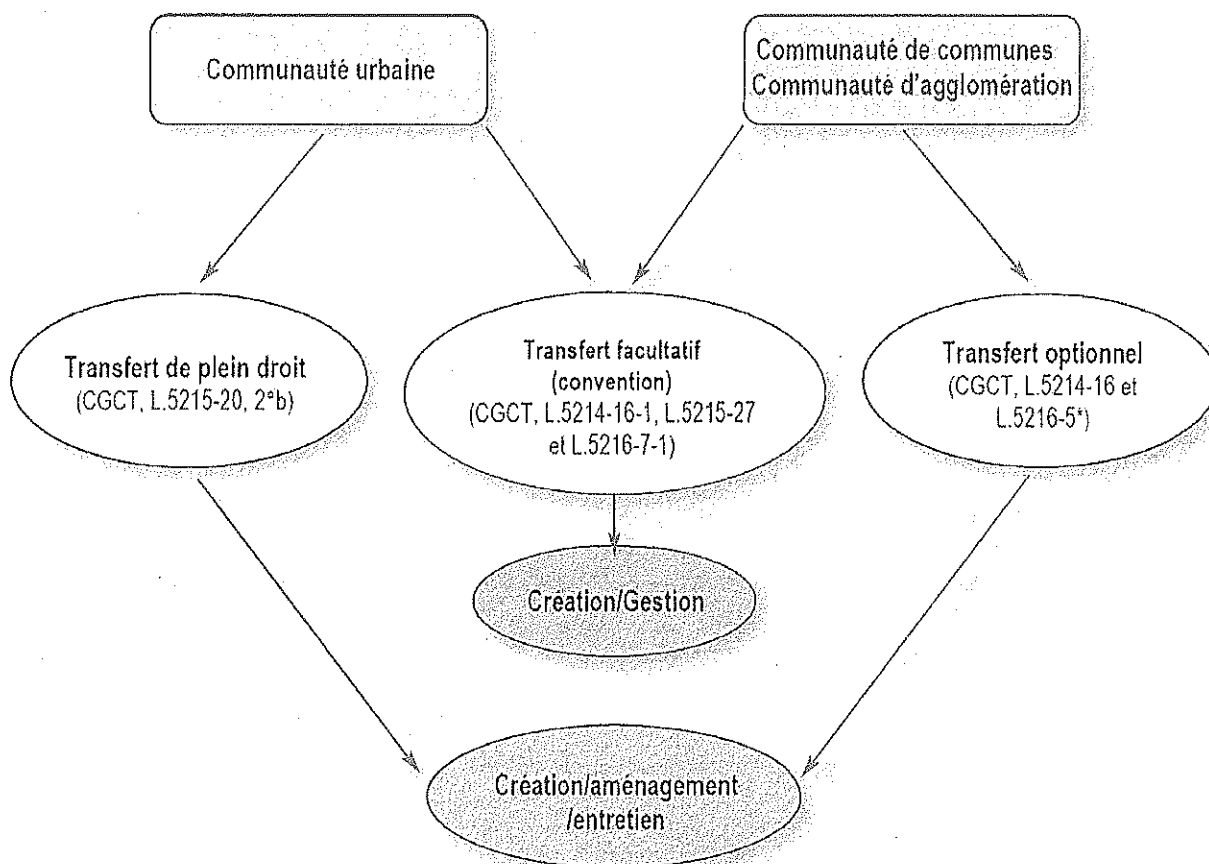 Communauté urbaine
Communauté de communes
Communauté d'agglomération
Transfert de plein droit
(CGCT, L.5215-20, 2°b)
Transfert facultatif
(convention)
(CGCT, L.5214-16-1, L.5215-27
et L.5216-7-1)
Transfert optionnel
(CGCT, L.5214-16 et
L.5216-5*)
Création/Gestion
Création/aménagement
/entretien